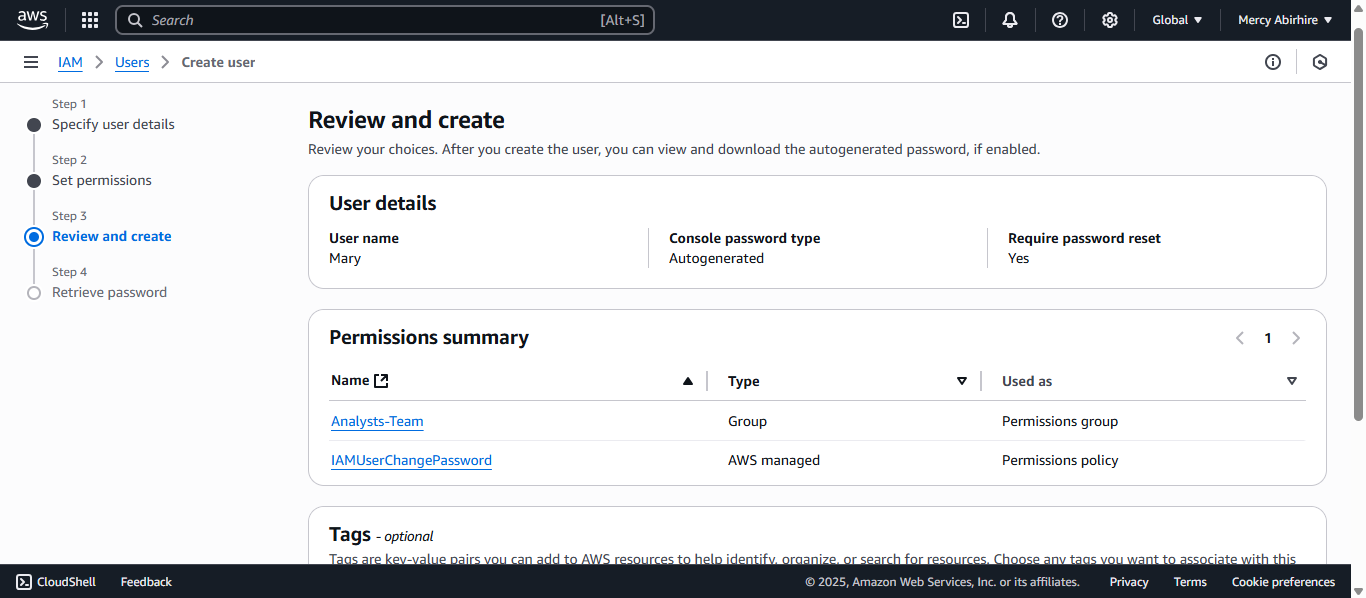 aws
Search [Alt+S]
Global
Mercy Abirhire
IAM
Users
Create user
Step 1
Specify user details
Step 2
Set permissions
Step 3
Review and create
Step 4
Retrieve password
Review and create
Review your choices. After you create the user, you can view and download the autogenerated password, if enabled.
User details
User name
Mary
Console password type
Autogenerated
Require password reset
Yes
Permissions summary
1
Name Type Used as
Analysts-Team Group Permissions group
IAMUserChangePassword AWS managed Permissions policy
Tags - optional
Tags are key-value pairs you can add to AWS resources to help identify, organize, or search for resources. Choose any tags you want to associate with this
CloudShell Feedback © 2025, Amazon Web Services, Inc. or its affiliates. Privacy Terms Cookie preferences